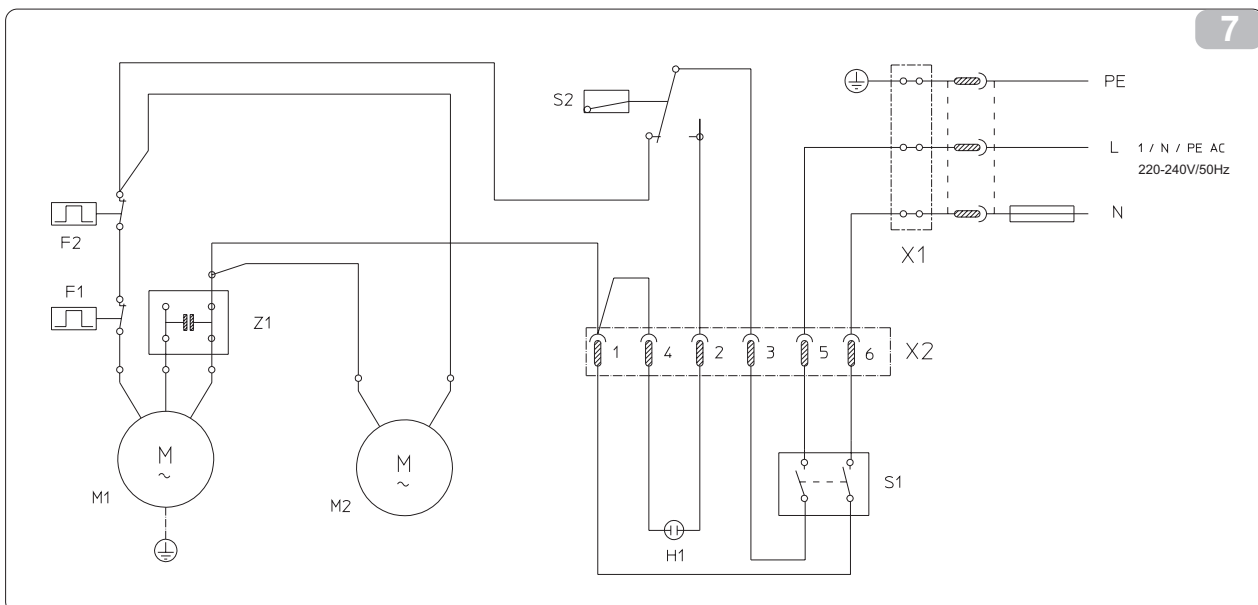 7
PE
S2
L 1 / N / PE AC
220-240V/50Hz
N
F2
X1
F1
Z1
1 4 2 3 5 6 X2
M
~
M1
M
~
M2
S1
H1